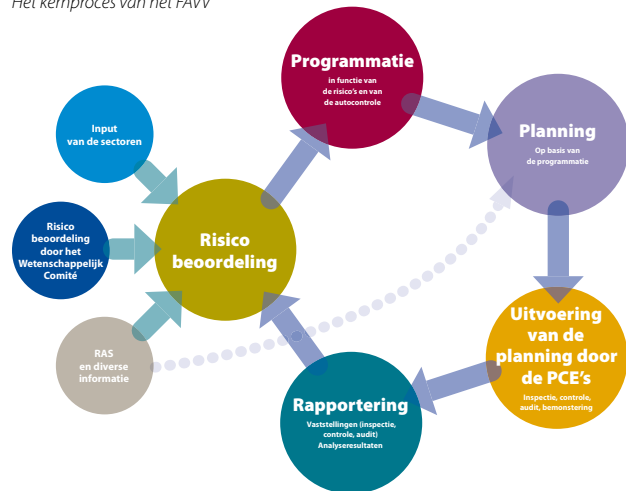 Het kernproces van het FAVV
Programmatie
in functie van
de risico's en van
de autocontrole
Input
van de sectoren
Planning
Op basis van
de programmatie
Risico
beoordeling
door het
Wetenschappelijk
Comité
Risico
beoordeling
RAS
en diverse
informatie
Uitvoering
van de
planning door
de PCE's
Inspectie, controle,
audit, bemonstering
Rapportering
Vaststellingen (inspectie,
controle, audit)
Analyseresultaten